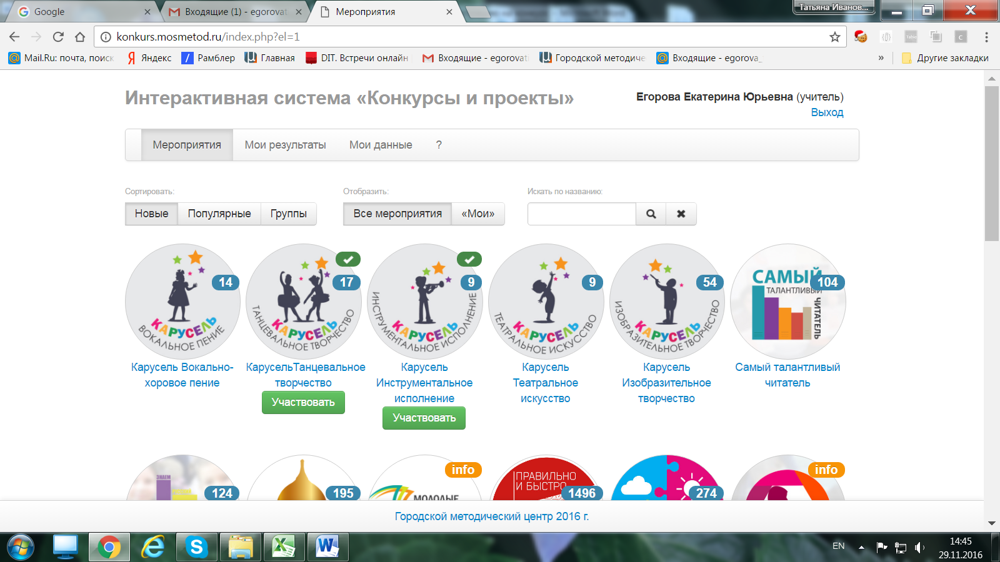 Google
Входящие (1) - egorovat
Мероприятия
Татьяна Иванов...
konkurs.mosmetod.ru/index.php?el=1
Mail.Ru: почта, поиск
Яндекс
Рамблер
Главная
DIT. Встречи онлайн
Входящие - egorovat
Городской методиче
Входящие - egorova_
»
Другие закладки
Интерактивная система «Конкурсы и проекты»
Егорова Екатерина Юрьевна (учитель)
Выход
Мероприятия
Мои результаты
Мои данные
?
Сортировать:
Отобразить:
Искать по названию:
Новые
Популярные
Группы
Все мероприятия
«Мои»
14
КАРУСЕЛЬ
ВОКАЛЬНОЕ ПЕНИЕ
17
КАРУСЕЛЬ
ТАНЦЕВАЛЬНОЕ ТВОРЧЕСТВО
9
КАРУСЕЛЬ
ИНСТРУМЕНТАЛЬНОЕ ИСПОЛНЕНИЕ
9
КАРУСЕЛЬ
ТЕАТРАЛЬНОЕ ИСКУССТВО
54
КАРУСЕЛЬ
ИЗОБРАЗИТЕЛЬНОЕ ТВОРЧЕСТВО
САМЫЙ
104
ТАЛАНТЛИВЫЙ
ЧИТАТЕЛЬ
Карусель Вокально-
хоровое пение
КарусельТанцевальное
творчество
Участвовать
Карусель
Инструментальное
исполнение
Участвовать
Карусель
Театральное
искусство
Карусель
Изобразительное
творчество
Самый талантливый
читатель
ЗНАЕМ
124
195
info
МОЛОДЫЕ
ПРАВИЛЬНО
И БЫСТРО
1496
274
info
Городской методический центр 2016 г.
EN
14:45
29.11.2016